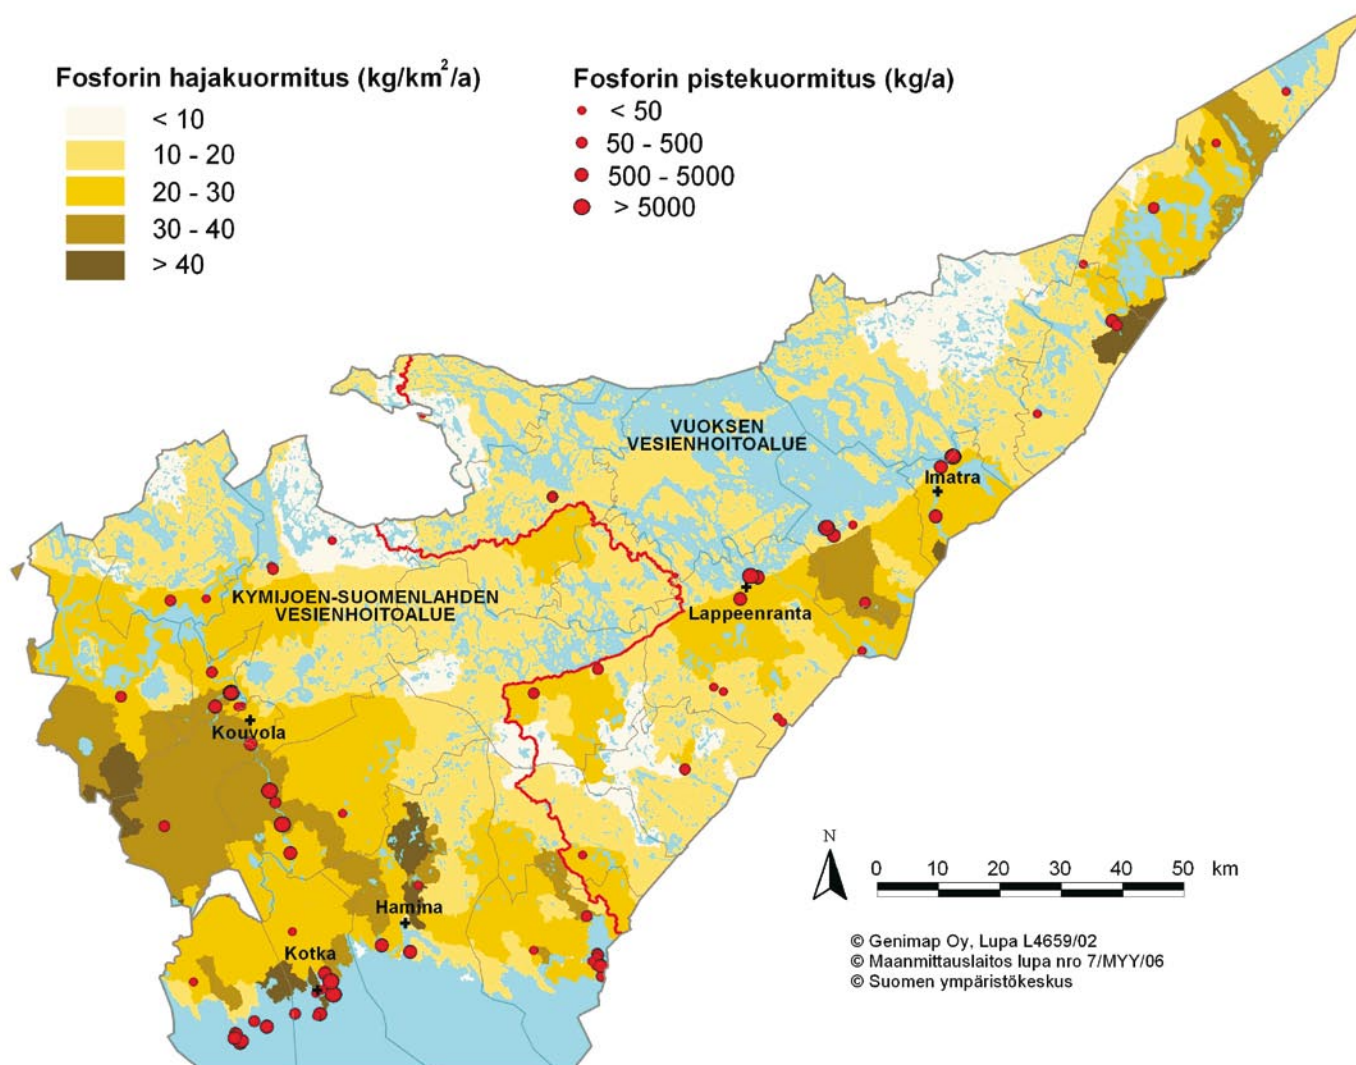 Fosforin hajakuormitus (kg/km²/a)
< 10
10 - 20
20 - 30
30 - 40
> 40
Fosforin pistekuormitus (kg/a)
< 50
50 - 500
500 - 5000
> 5000
VUOKSEN
VESIENHOITOALUE
Imatra
KYMIJOEN-SUOMENLAHDEN
VESIENHOITOALUE
Lappeenranta
Kouvola
Hamina
Kotka
N
0 10 20 30 40 50 km
© Genimap Oy, Lupa L4659/02
© Maanmittauslaitos lupa nro 7/MYY/06
© Suomen ympäristökeskus